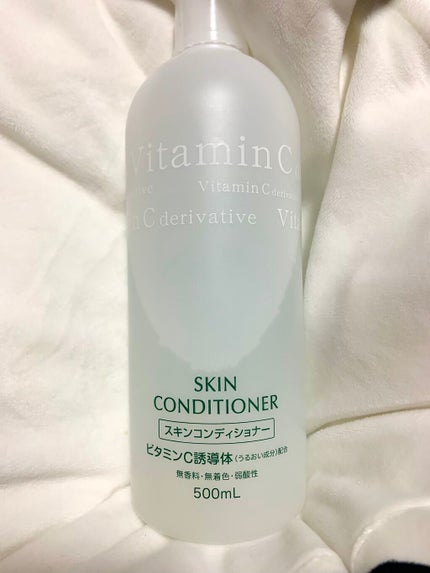 Vitamin C
Vitamin C derivative
n C derivative
SKIN
CONDITIONER
スキンコンディショナー
ビタミンC誘導体(うるおい成分)配合
無香料・無着色・弱酸性
500mL